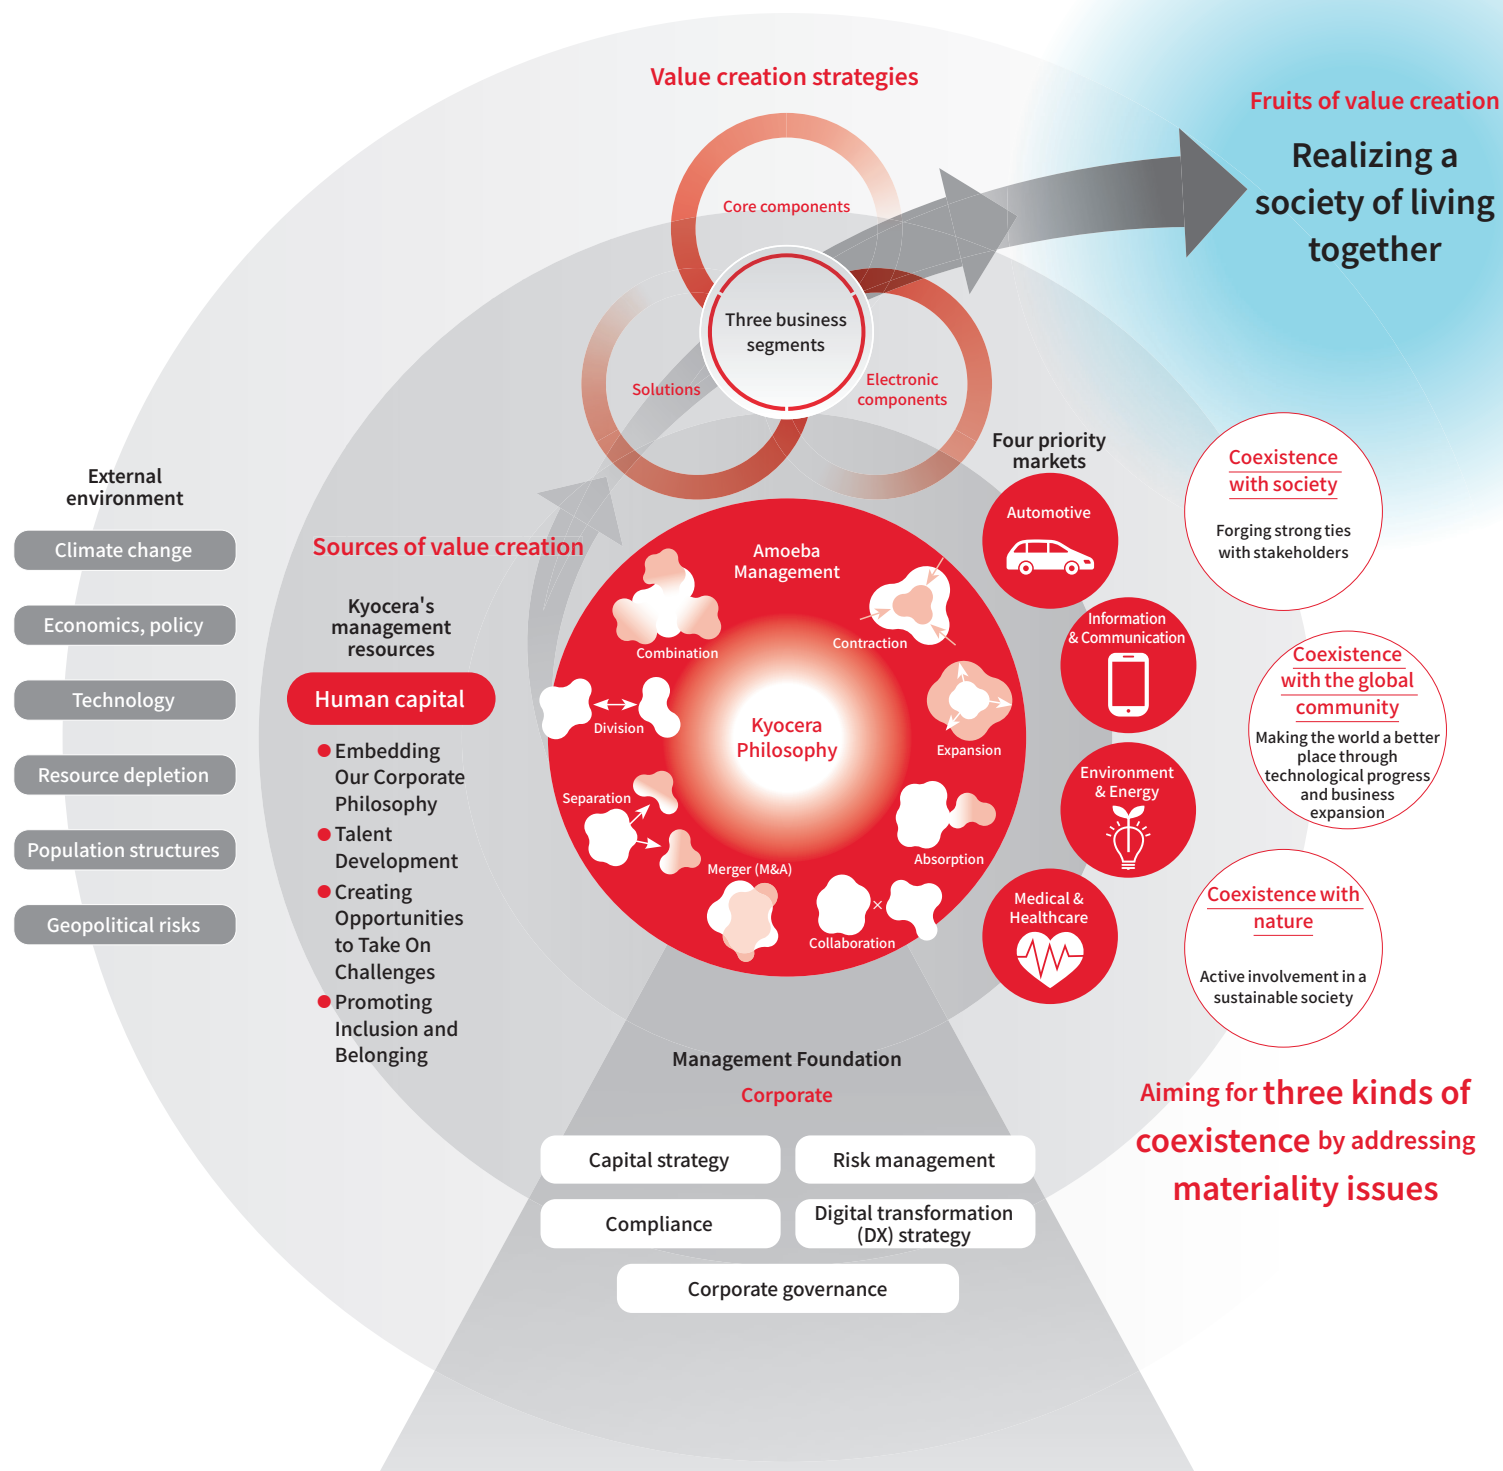 Value creation strategies
Core components
Three business
segments
Solutions
Electronic
components
Fruits of value creation
Realizing a
society of living
together
External
environment
Climate change
Economics, policy
Technology
Resource depletion
Population structures
Geopolitical risks
Sources of value creation
Kyocera's
management
resources
Human capital
Embedding
Our Corporate
Philosophy
Talent
Development
Creating
Opportunities
to Take On
Challenges
Promoting
Inclusion and
Belonging
Amoeba
Management
Combination
Contraction
Division
Expansion
Separation
Absorption
Merger (M&A)
Collaboration
×
Kyocera
Philosophy
Four priority
markets
Automotive
Information
& Communication
Environment
& Energy
Medical &
Healthcare
Coexistence
with society
Forging strong ties
with stakeholders
Coexistence
with the global
community
Making the world a better
place through
technological progress
and business
expansion
Coexistence with
nature
Active involvement in a
sustainable society
Aiming for three kinds of
coexistence by addressing
materiality issues
Management Foundation
Corporate
Capital strategy
Risk management
Compliance
Digital transformation
(DX) strategy
Corporate governance